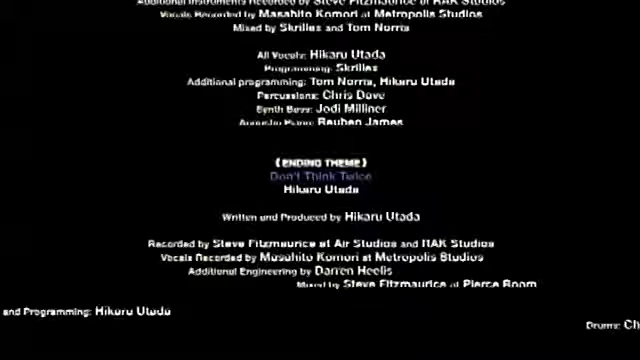 Additional Instruments Recorded by Steve Fitzmaurice at RAK Studios
Vocals Recorded by Masahito Komori at Metropolis Studios
Mixed by Skrillex and Tom Norris
All Vocals: Hikaru Utada
Programming: Skrillex
Additional programming: Tom Norris, Hikaru Utada
Percussions: Chris Dave
Synth Bass: Jodi Milliner
Acoustic Piano: Reuben James
《ENDING THEME》
Don't Think Twice
Hikaru Utada
Written and Produced by Hikaru Utada
Recorded by Steve Fitzmaurice at Air Studios and RAK Studios
Vocals Recorded by Masahito Komori at Metropolis Studios
Additional Engineering by Darren Heelis
Mixed by Steve Fitzmaurice at Pierce Room
and Programming: Hikaru Utada
Drums: Ch